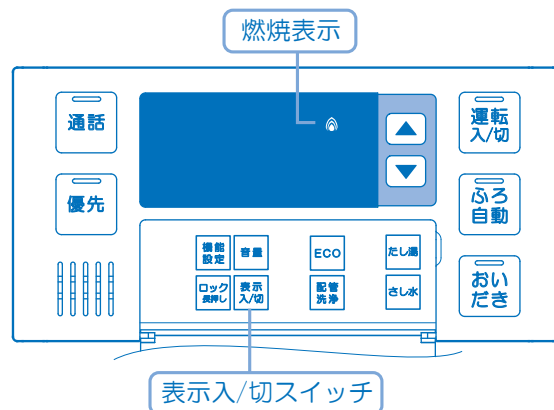 燃焼表示
通話
優先
運転
入/切
ふろ
自動
おい
だき
機能
設定
音量
ECO
たし湯
ロック
長押し
表示
入/切
配管
洗浄
さし水
表示入/切スイッチ